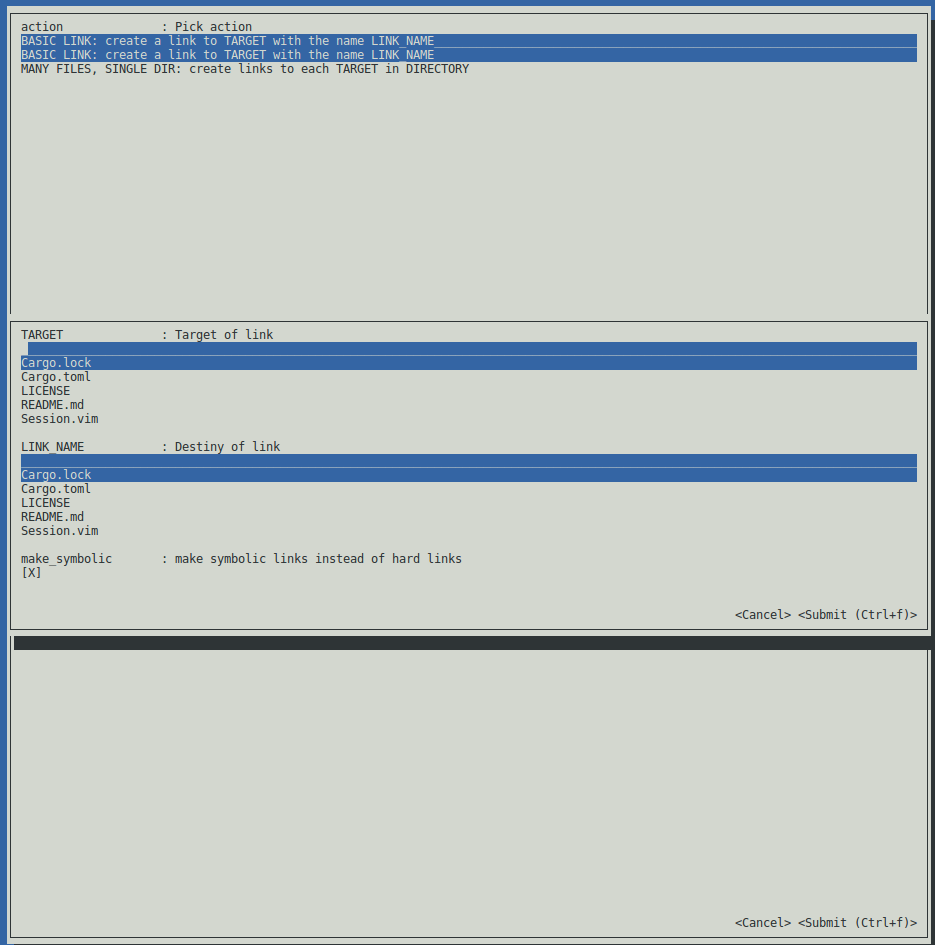 action : Pick action
BASIC LINK: create a link to TARGET with the name LINK_NAME
BASIC LINK: create a link to TARGET with the name LINK_NAME
MANY FILES, SINGLE DIR: create links to each TARGET in DIRECTORY
TARGET : Target of link
Cargo.lock
Cargo.toml
LICENSE
README.md
Session.vim
LINK_NAME : Destiny of link
Cargo.lock
Cargo.toml
LICENSE
README.md
Session.vim
make_symbolic : make symbolic links instead of hard links
[X]
<Cancel> <Submit (Ctrl+f)>
<Cancel> <Submit (Ctrl+f)>